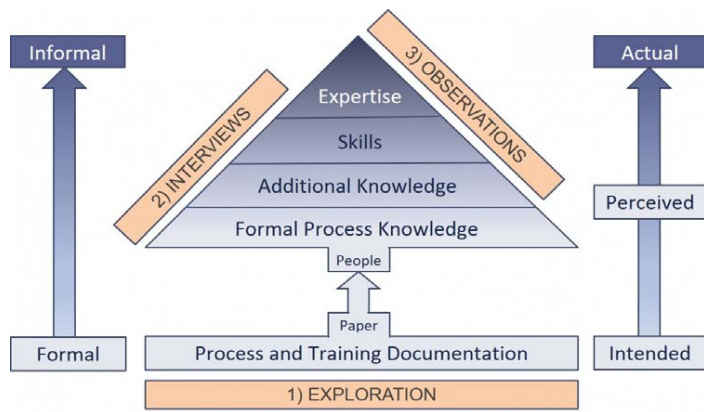 Informal
Actual
Expertise
3) OBSERVATIONS
2) INTERVIEWS
Skills
Additional Knowledge
Perceived
Formal Process Knowledge
People
Paper
Formal
Process and Training Documentation
Intended
1) EXPLORATION